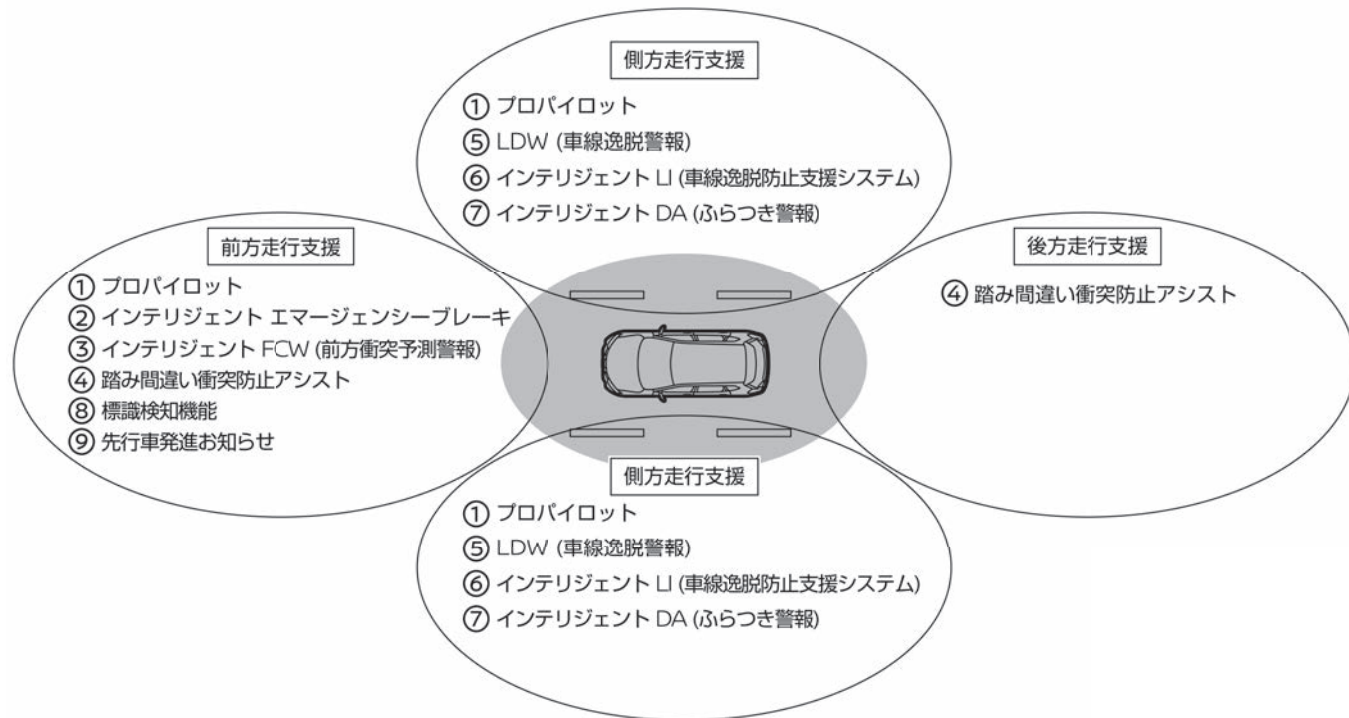 側方走行支援
① プロパイロット
⑤ LDW (車線逸脱警報)
⑥ インテリジェント LI (車線逸脱防止支援システム)
⑦ インテリジェント DA (ふらつき警報)
前方走行支援
① プロパイロット
② インテリジェント エマージェンシーブレーキ
③ インテリジェント FCW (前方衝突予測警報)
④ 踏み間違い衝突防止アシスト
⑧ 標識検知機能
⑨ 先行車発進お知らせ
後方走行支援
④ 踏み間違い衝突防止アシスト
側方走行支援
① プロパイロット
⑤ LDW (車線逸脱警報)
⑥ インテリジェント LI (車線逸脱防止支援システム)
⑦ インテリジェント DA (ふらつき警報)